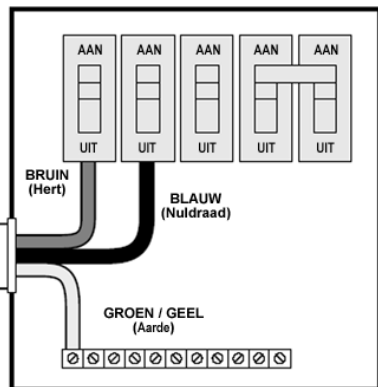 AAN AAN AAN AAN AAN
UIT UIT UIT UIT UIT
BRUIN
(Hert)
BLAUW
(Nuldraad)
GROEN / GEEL
(Aarde)